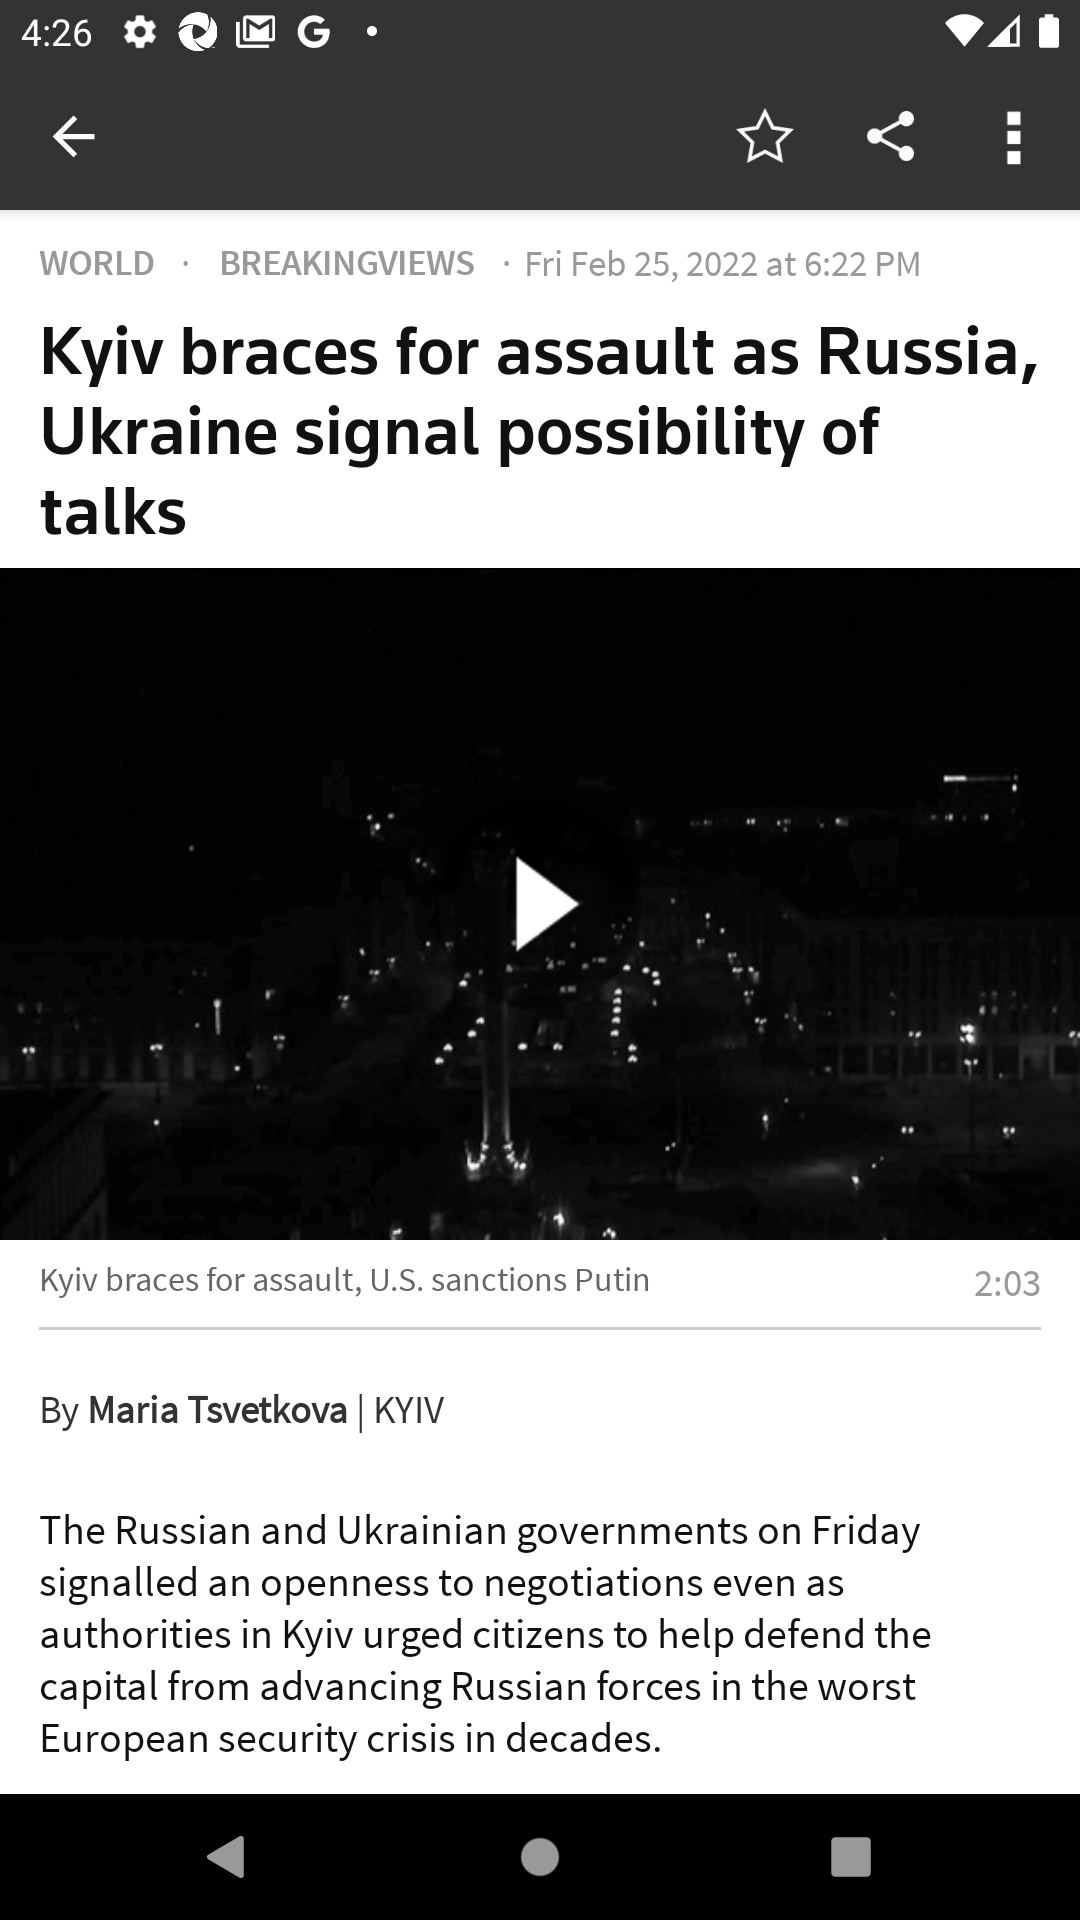 4:26
WORLD · BREAKINGVIEWS · Fri Feb 25, 2022 at 6:22 PM
Kyiv braces for assault as Russia,
Ukraine signal possibility of
talks
Kyiv braces for assault, U.S. sanctions Putin 2:03
By Maria Tsvetkova | KYIV
The Russian and Ukrainian governments on Friday
signalled an openness to negotiations even as
authorities in Kyiv urged citizens to help defend the
capital from advancing Russian forces in the worst
European security crisis in decades.